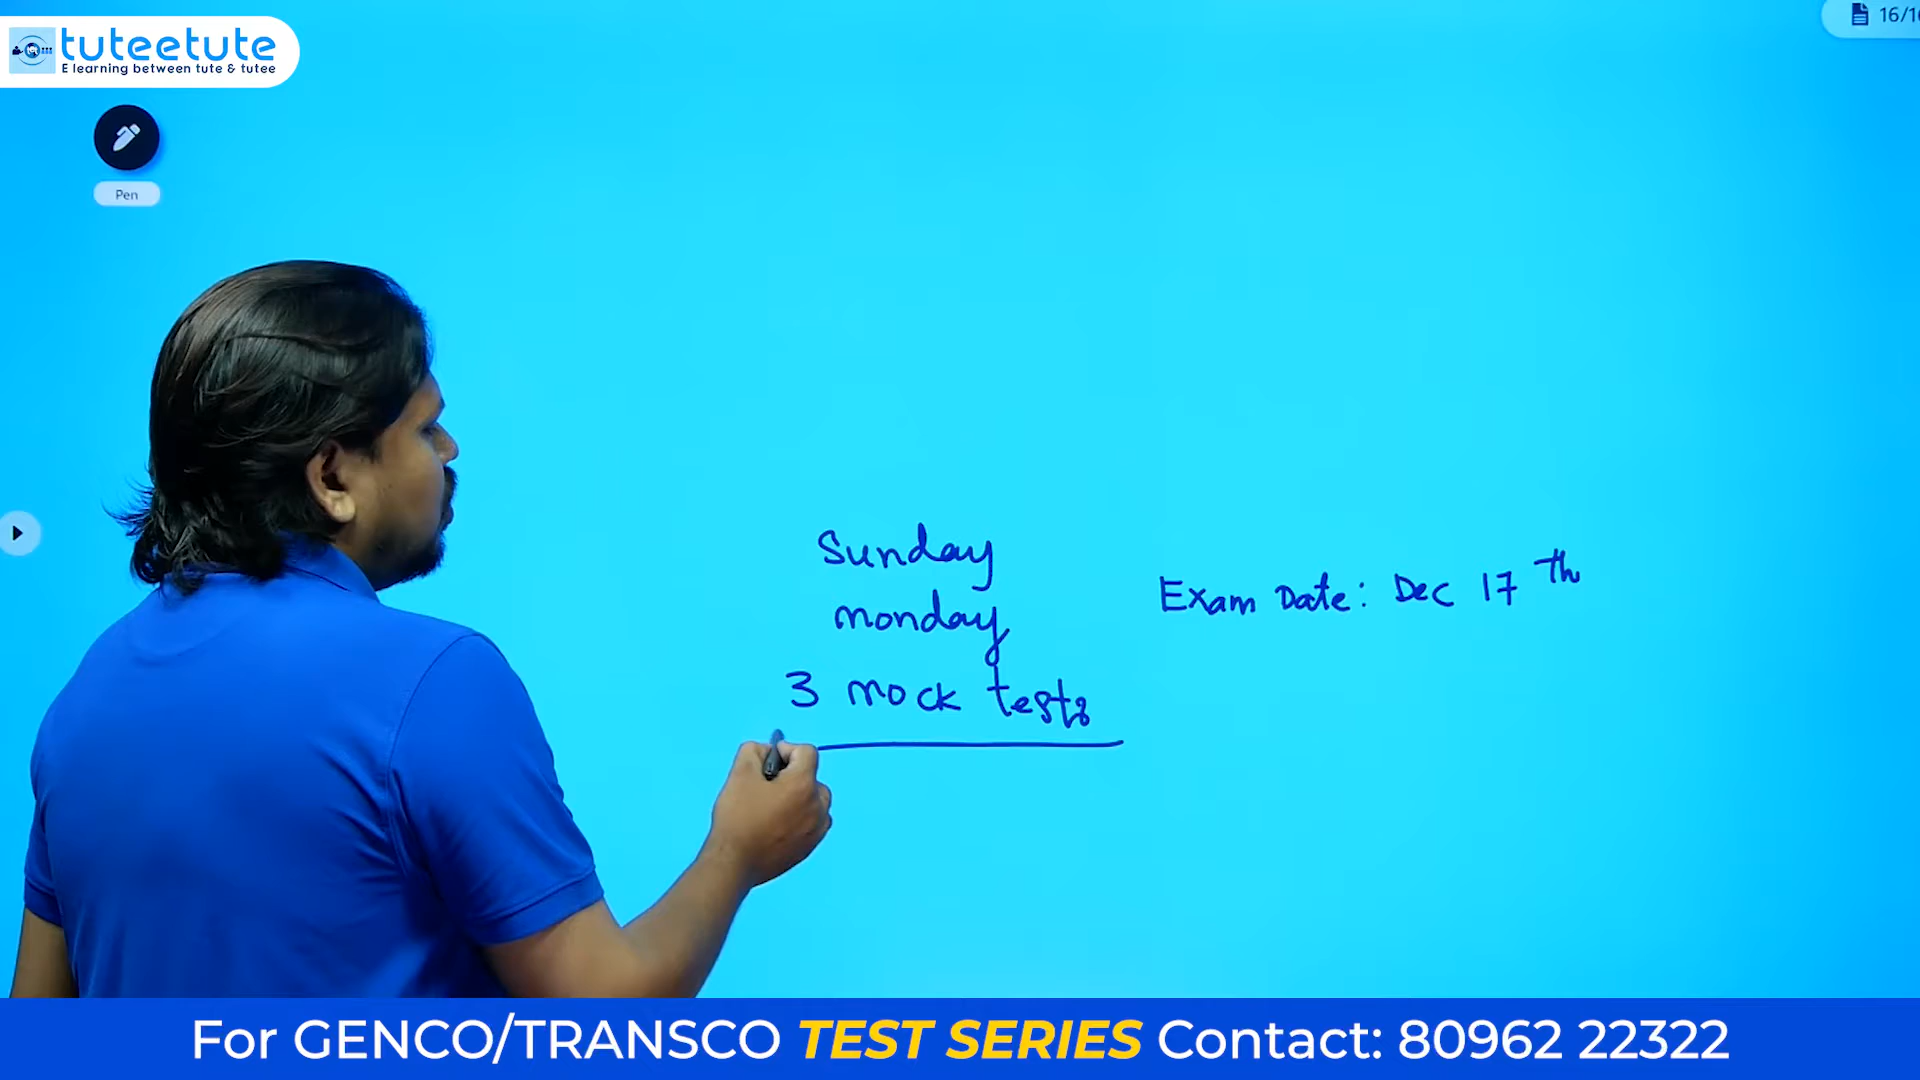 tuteetute
E learning between tute & tutee
Pen
Sunday
monday
3 mock tests
Exam Date: Dec 17 th
For GENCO/TRANSCO TEST SERIES Contact: 80962 22322